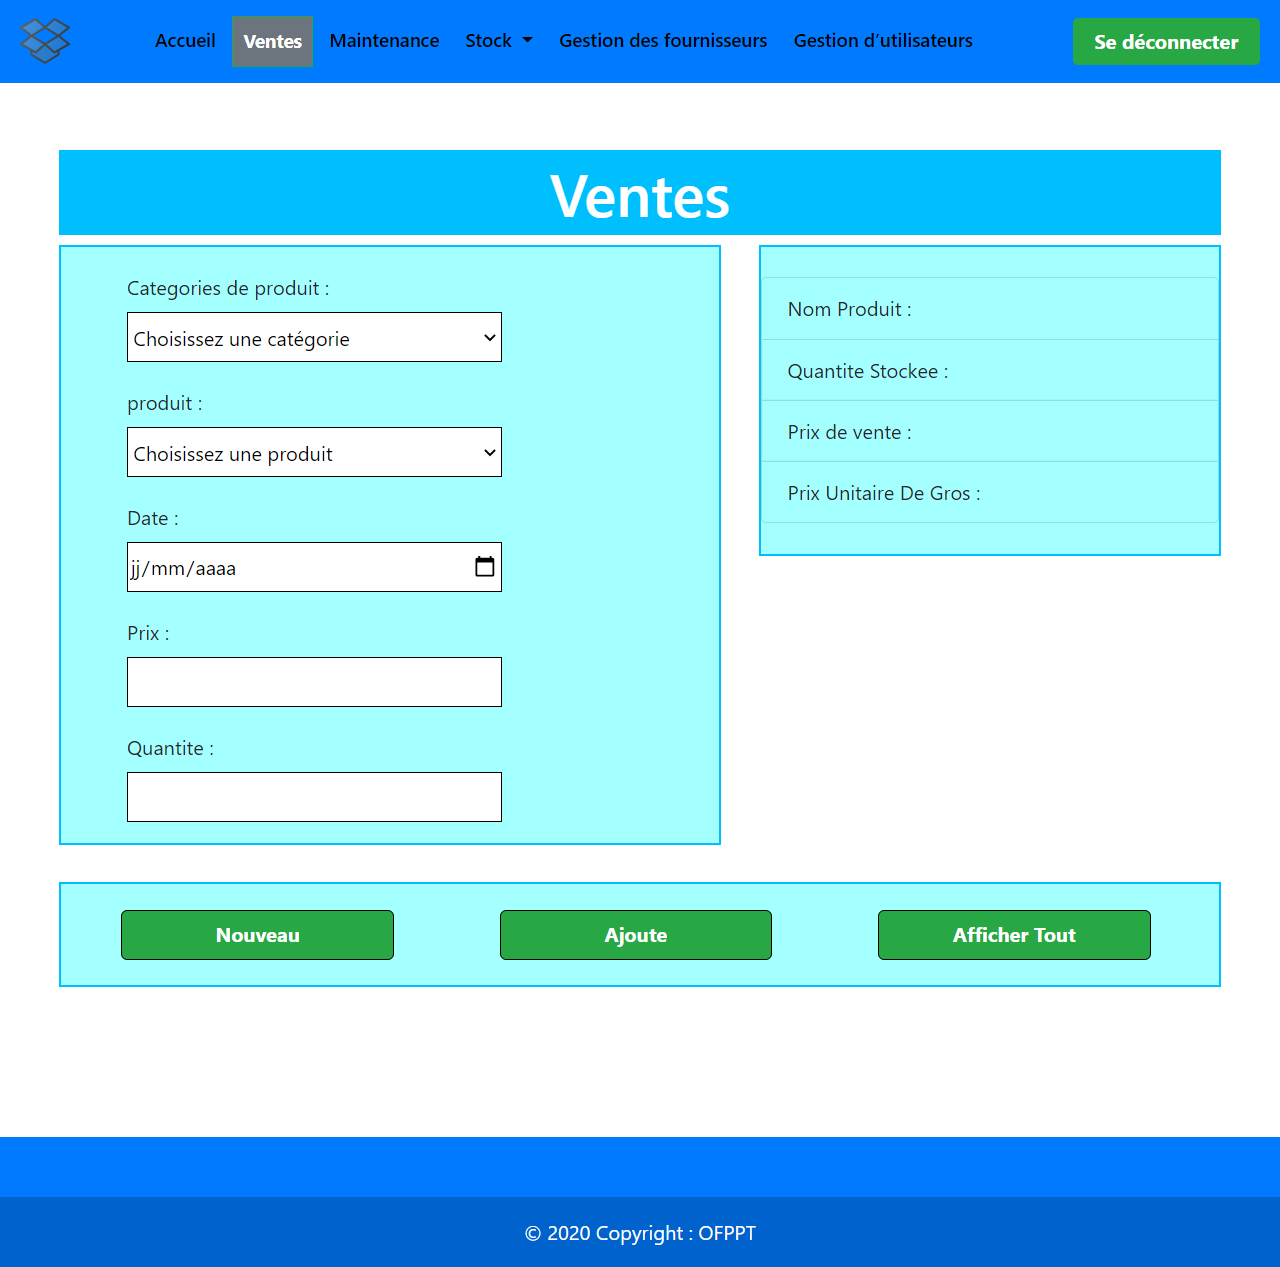 Accueil Ventes Maintenance Stock Gestion des fournisseurs Gestion d’utilisateurs Se déconnecter
Ventes
Categories de produit :
Choisissez une catégorie
produit :
Choisissez une produit
Date :
jj/mm/aaaa
Prix :
Quantite :
Nom Produit :
Quantite Stockee :
Prix de vente :
Prix Unitaire De Gros :
Nouveau Ajoute Afficher Tout
© 2020 Copyright : OFPPT